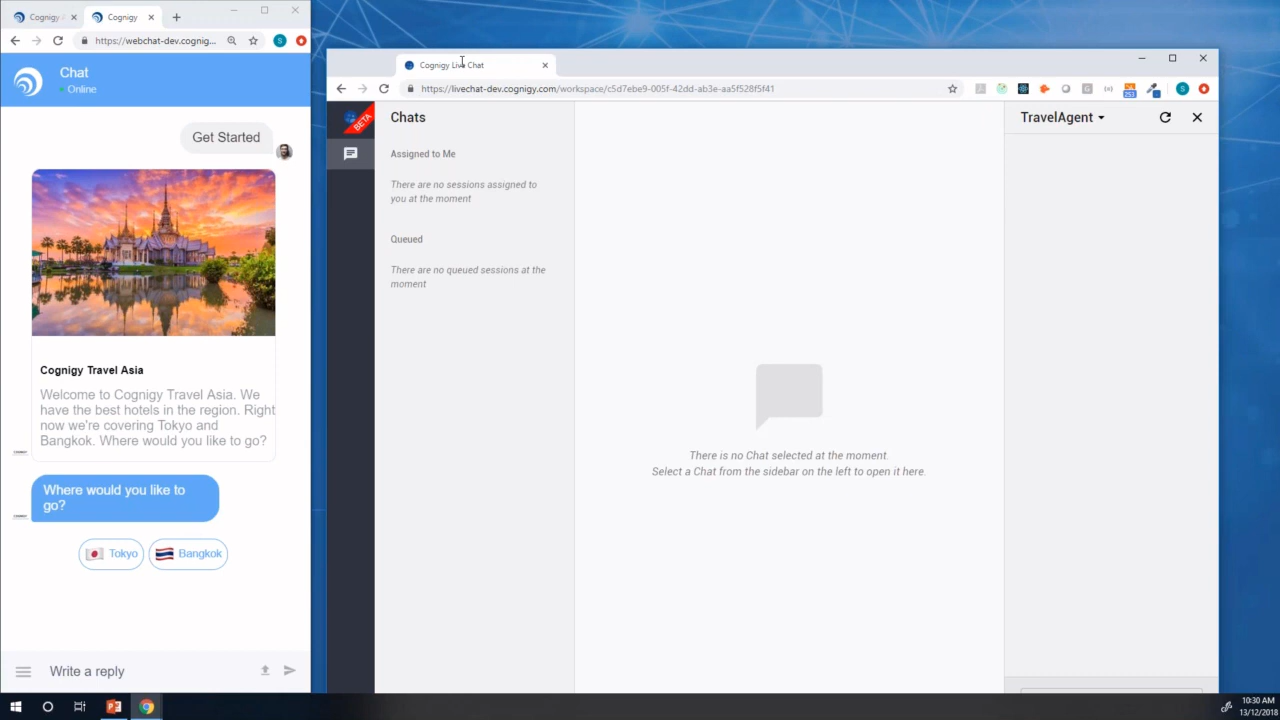 Cognigy
Cognigy
https://webchat-dev.cognig...
Chat
Online
Get Started
Cognigy Travel Asia
Welcome to Cognigy Travel Asia. We
have the best hotels in the region. Right
now we're covering Tokyo and
Bangkok. Where would you like to go?
Where would you like to
go?
Tokyo
Bangkok
Write a reply
Cognigy Live Chat
https://livechat-dev.cognigy.com/workspace/c5d7ebe9-005f-42dd-ab3e-aa5f528f5f41
253
S
S
BETA
Chats
Assigned to Me
There are no sessions assigned to
you at the moment
Queued
There are no queued sessions at the
moment
There is no Chat selected at the moment.
Select a Chat from the sidebar on the left to open it here.
TravelAgent
10:30 AM
13/12/2018